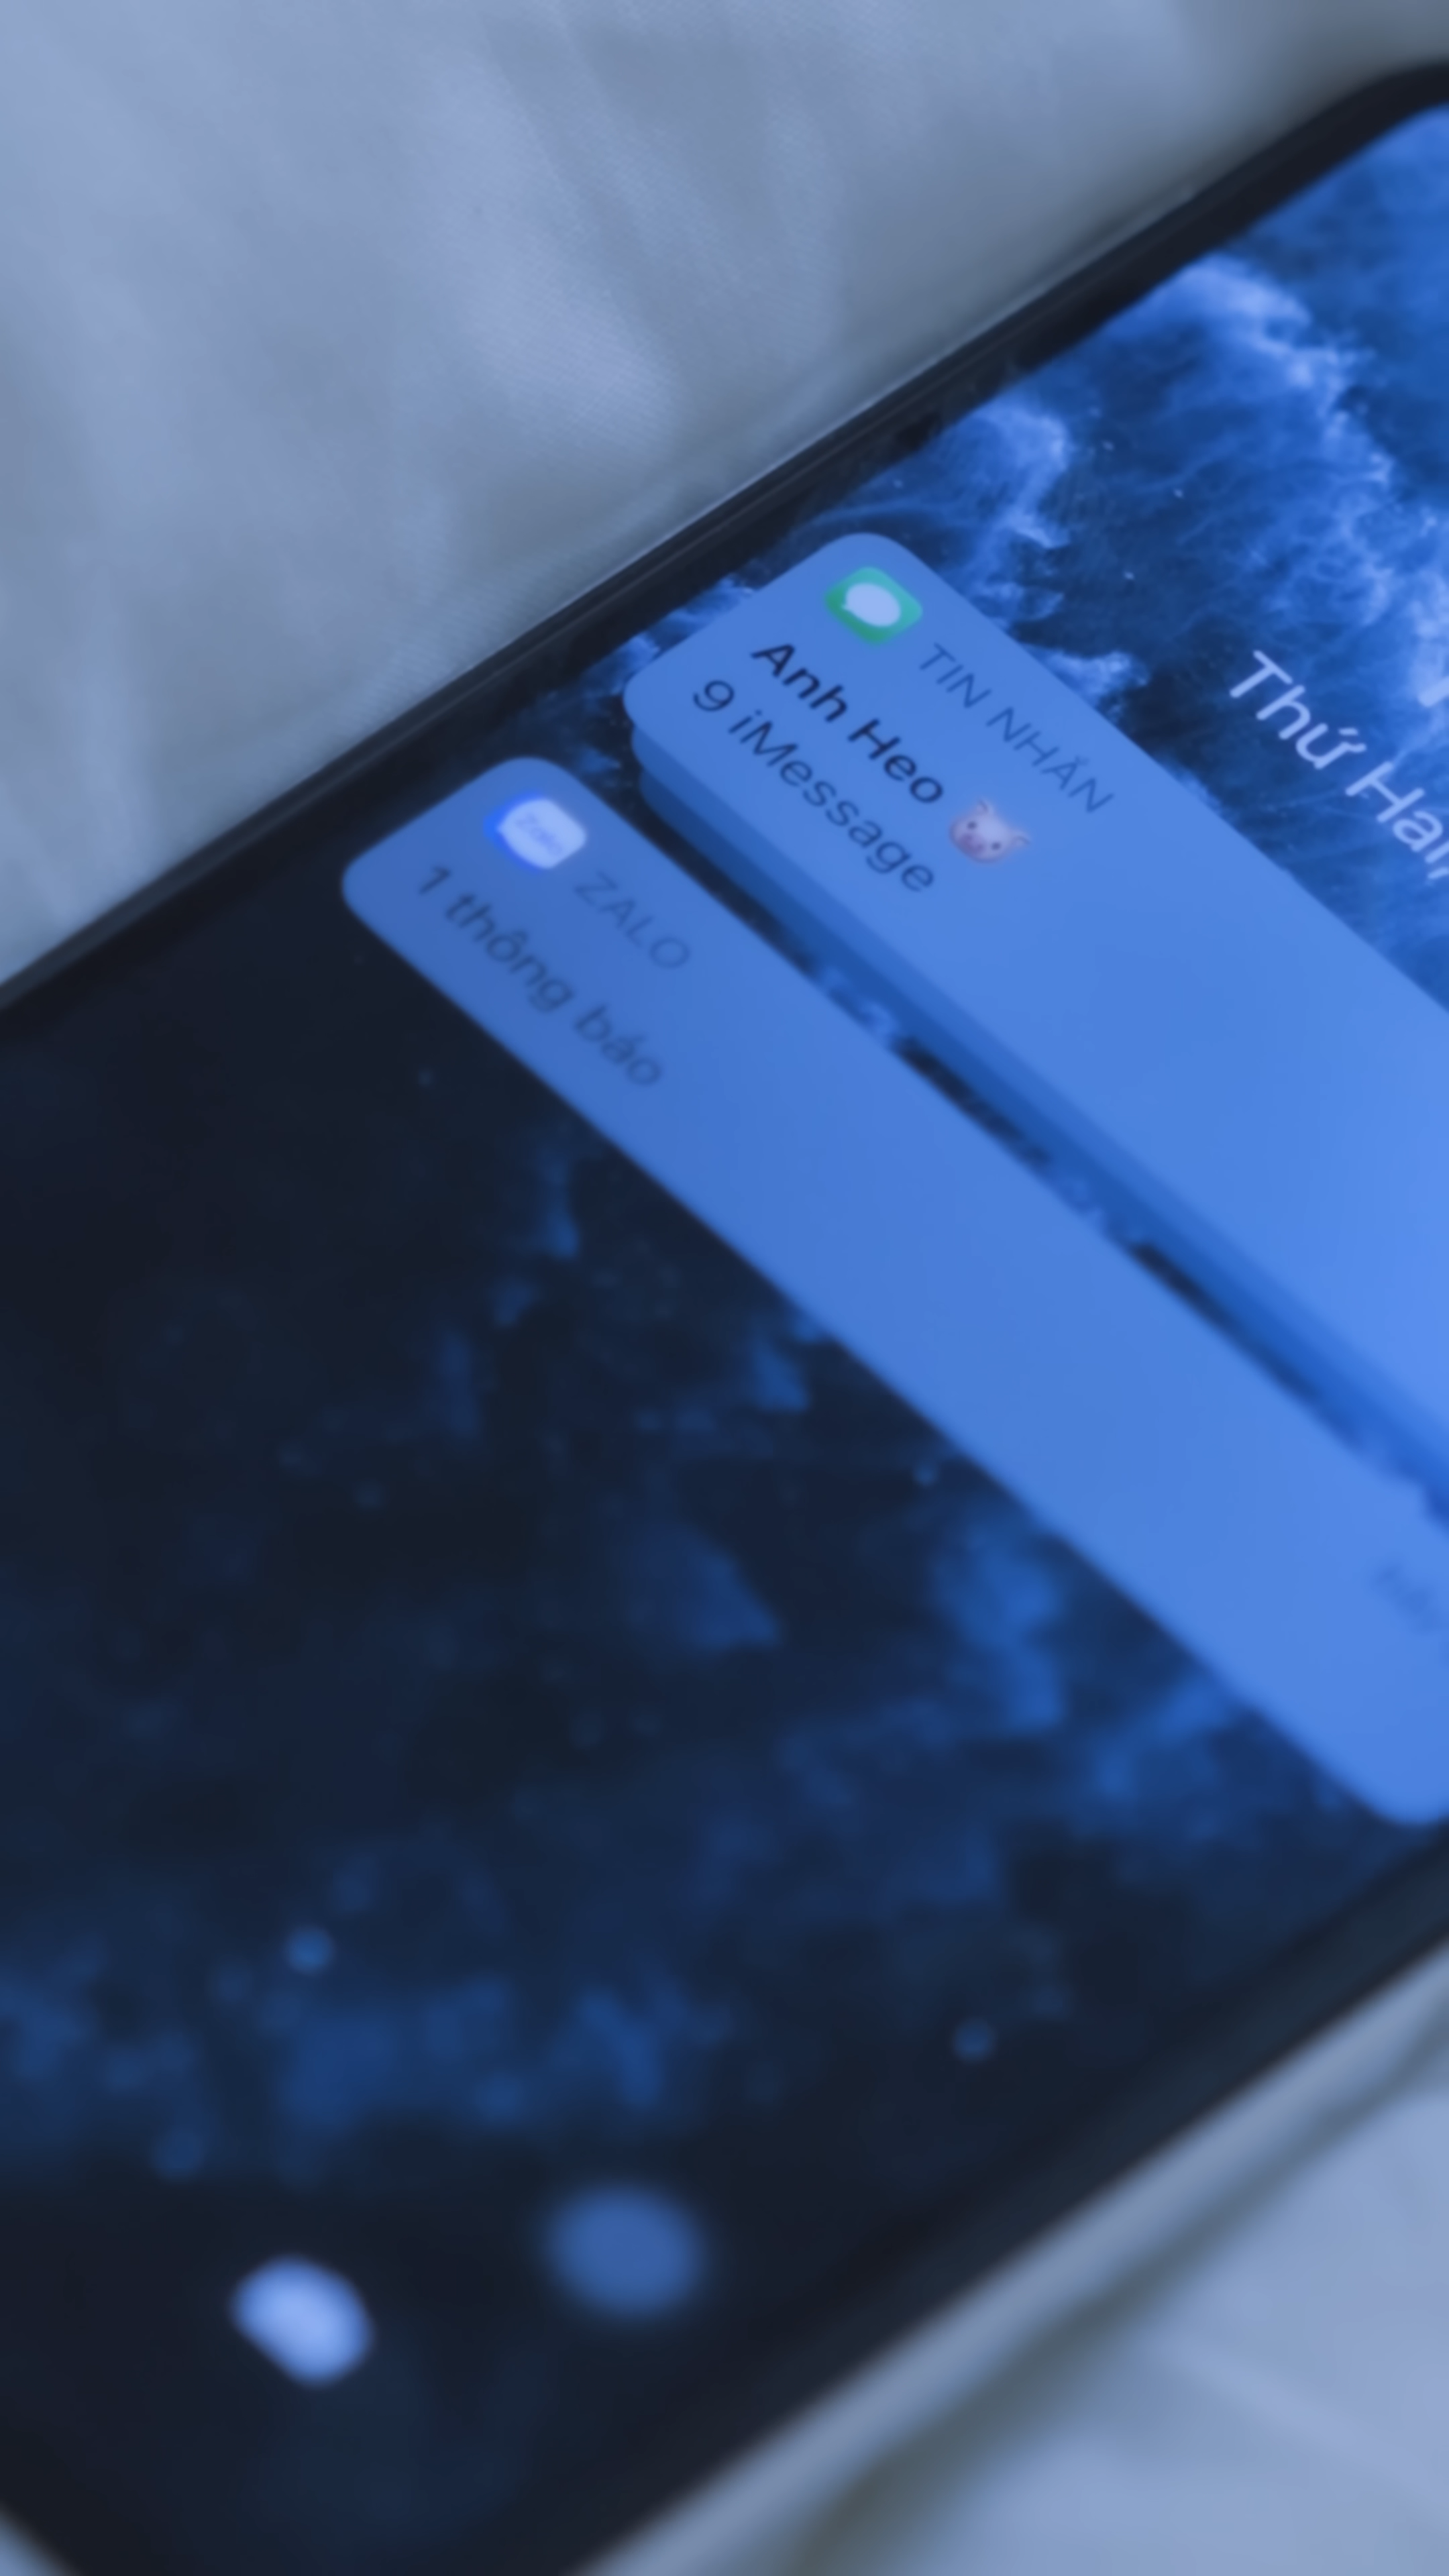 Thứ Hai
TIN NHẮN
Anh Heo 🐷
9 iMessage
ZALO
1 thông báo